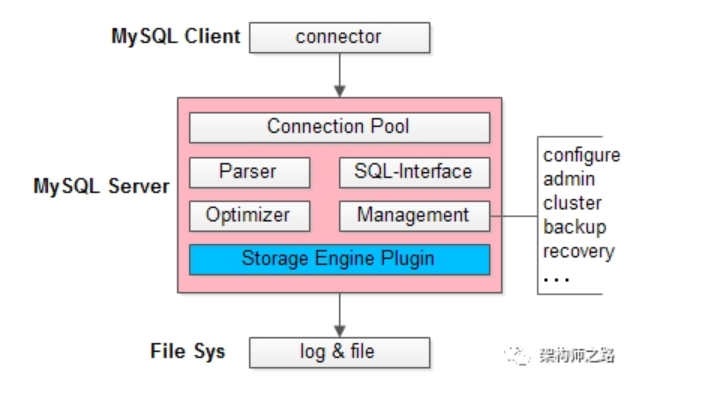 MySQL Client
connector
Connection Pool
Parser
SQL-Interface
MySQL Server
Optimizer
Management
Storage Engine Plugin
configure
admin
cluster
backup
recovery
...
File Sys
log & file
架构师之路